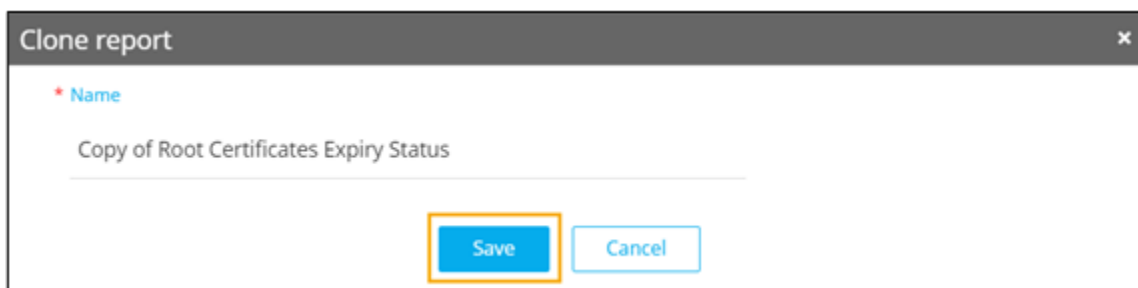 Clone report ×
* Name
Copy of Root Certificates Expiry Status
Save Cancel